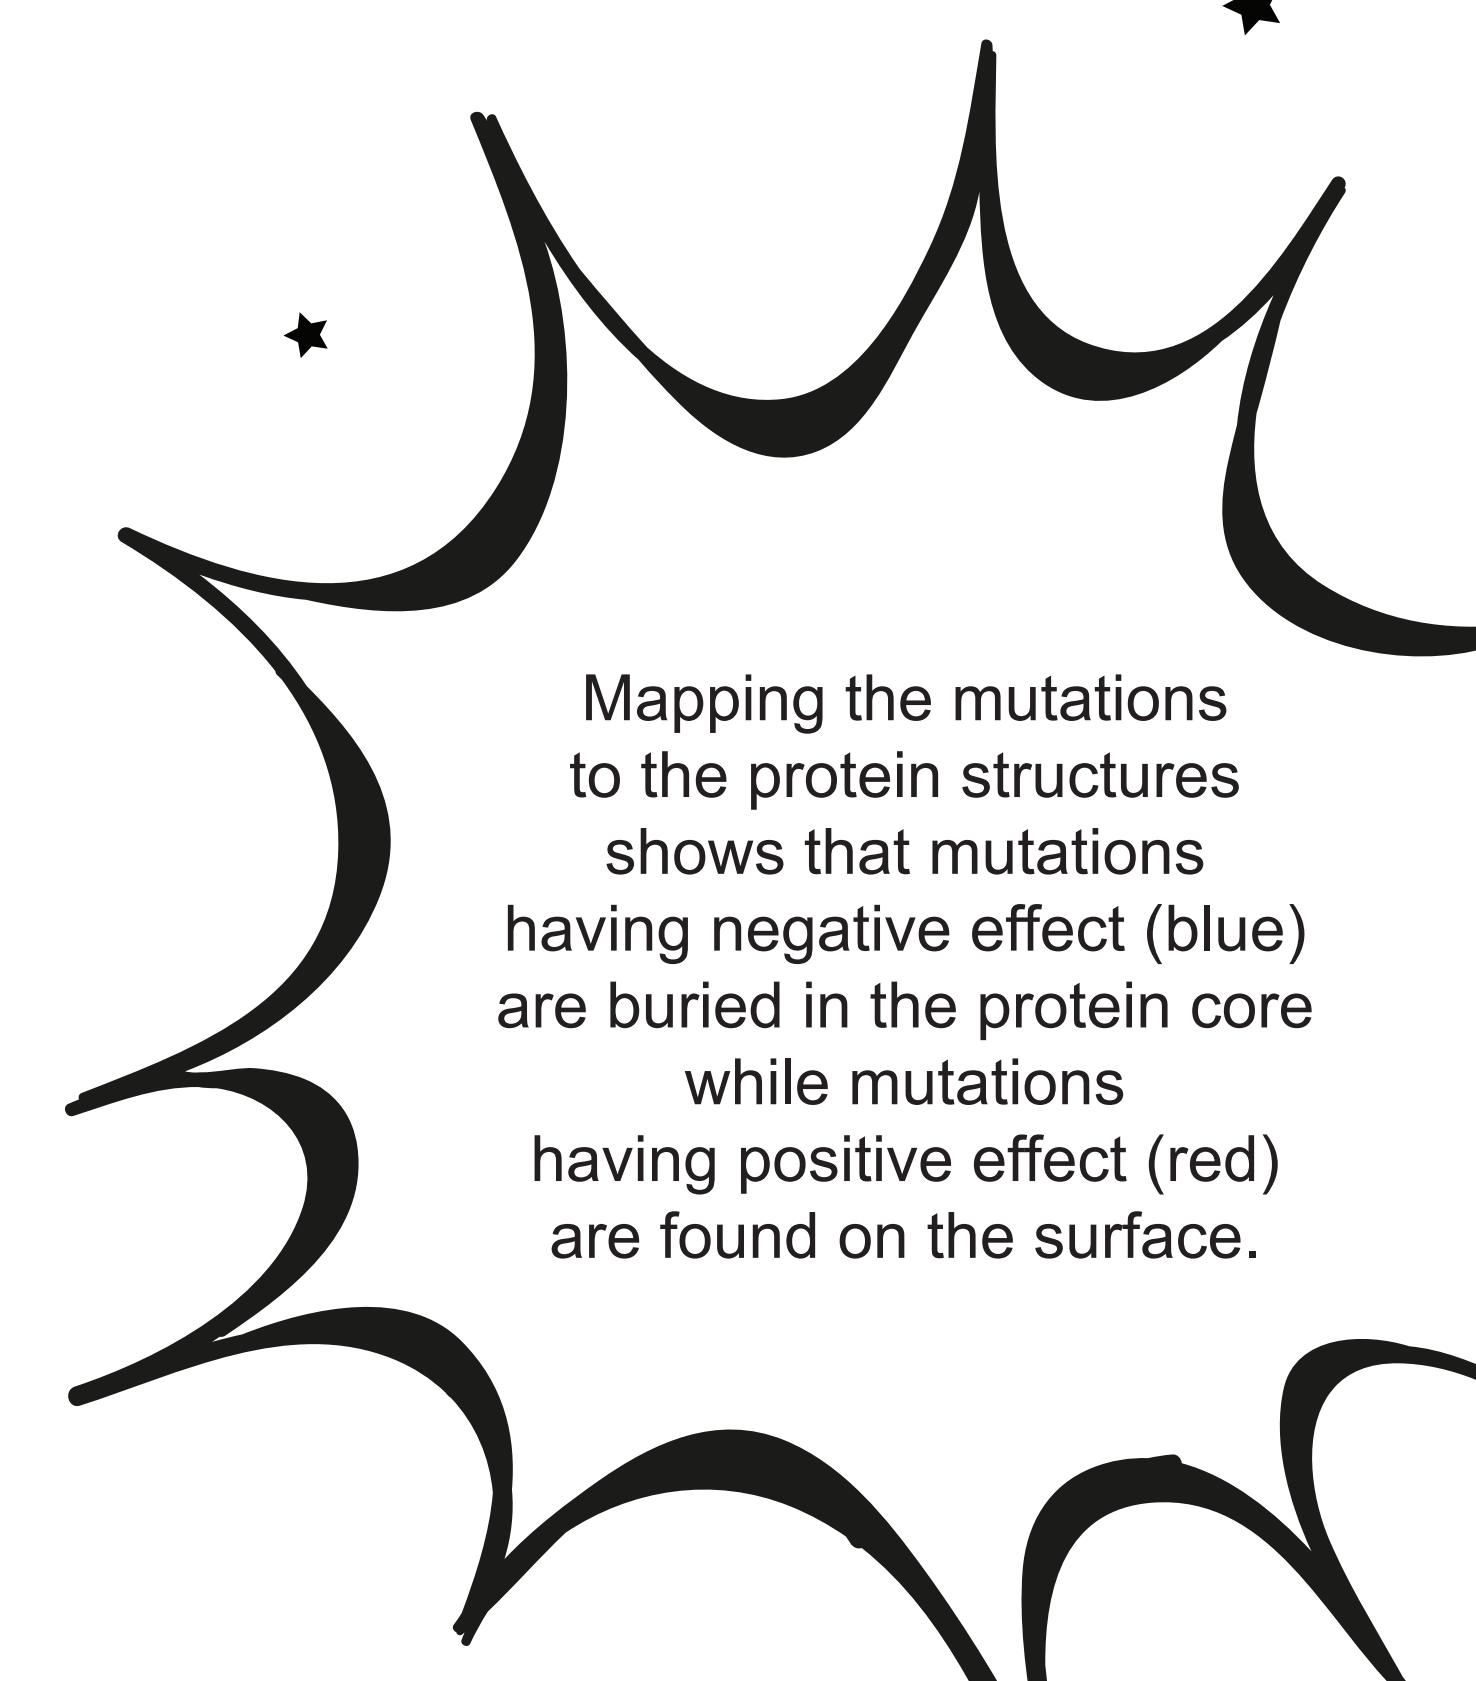 Mapping the mutations
to the protein structures
shows that mutations
having negative effect (blue)
are buried in the protein core
while mutations
having positive effect (red)
are found on the surface.